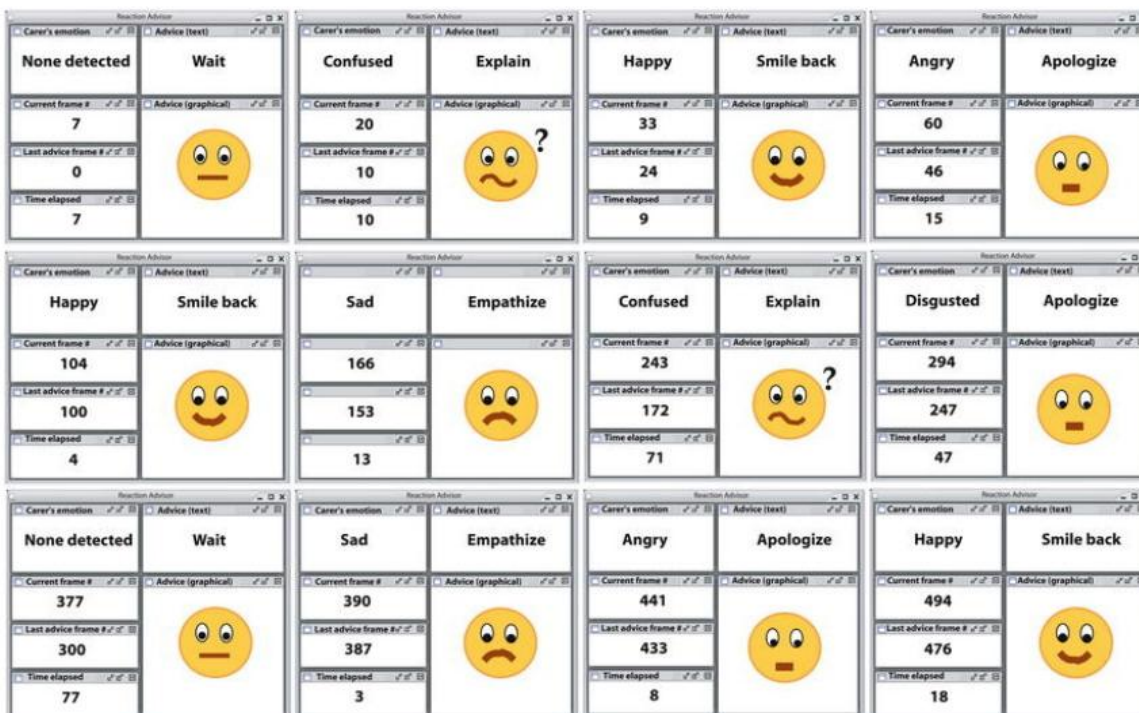 Reaction Advisor
Carer's emotion Advice (text)
None detected Wait
Current frame # Advice (graphical)
7
Last advice frame #
0
Time elapsed
7
Reaction Advisor
Carer's emotion Advice (text)
Confused Explain
Current frame # Advice (graphical)
20
?
Last advice frame #
10
Time elapsed
10
Reaction Advisor
Carer's emotion Advice (text)
Happy Smile back
Current frame # Advice (graphical)
33
Last advice frame #
24
Time elapsed
9
Reaction Advisor
Carer's emotion Advice (text)
Angry Apologize
Current frame # Advice (graphical)
60
Last advice frame #
46
Time elapsed
15
Reaction Advisor
Carer's emotion Advice (text)
Happy Smile back
Current frame # Advice (graphical)
104
Last advice frame #
100
Time elapsed
4
Reaction Advisor
Sad Empathize
166
153
13
Reaction Advisor
Carer's emotion Advice (text)
Confused Explain
Current frame # Advice (graphical)
243
?
Last advice frame #
172
Time elapsed
71
Reaction Advisor
Carer's emotion Advice (text)
Disgusted Apologize
Current frame # Advice (graphical)
294
Last advice frame #
247
Time elapsed
47
Reaction Advisor
Carer's emotion Advice (text)
None detected Wait
Current frame # Advice (graphical)
377
Last advice frame #
300
Time elapsed
77
Reaction Advisor
Carer's emotion Advice (text)
Sad Empathize
Current frame # Advice (graphical)
390
Last advice frame #
387
Time elapsed
3
Reaction Advisor
Carer's emotion Advice (text)
Angry Apologize
Current frame # Advice (graphical)
441
Last advice frame #
433
Time elapsed
8
Reaction Advisor
Carer's emotion Advice (text)
Happy Smile back
Current frame # Advice (graphical)
494
Last advice frame #
476
Time elapsed
18